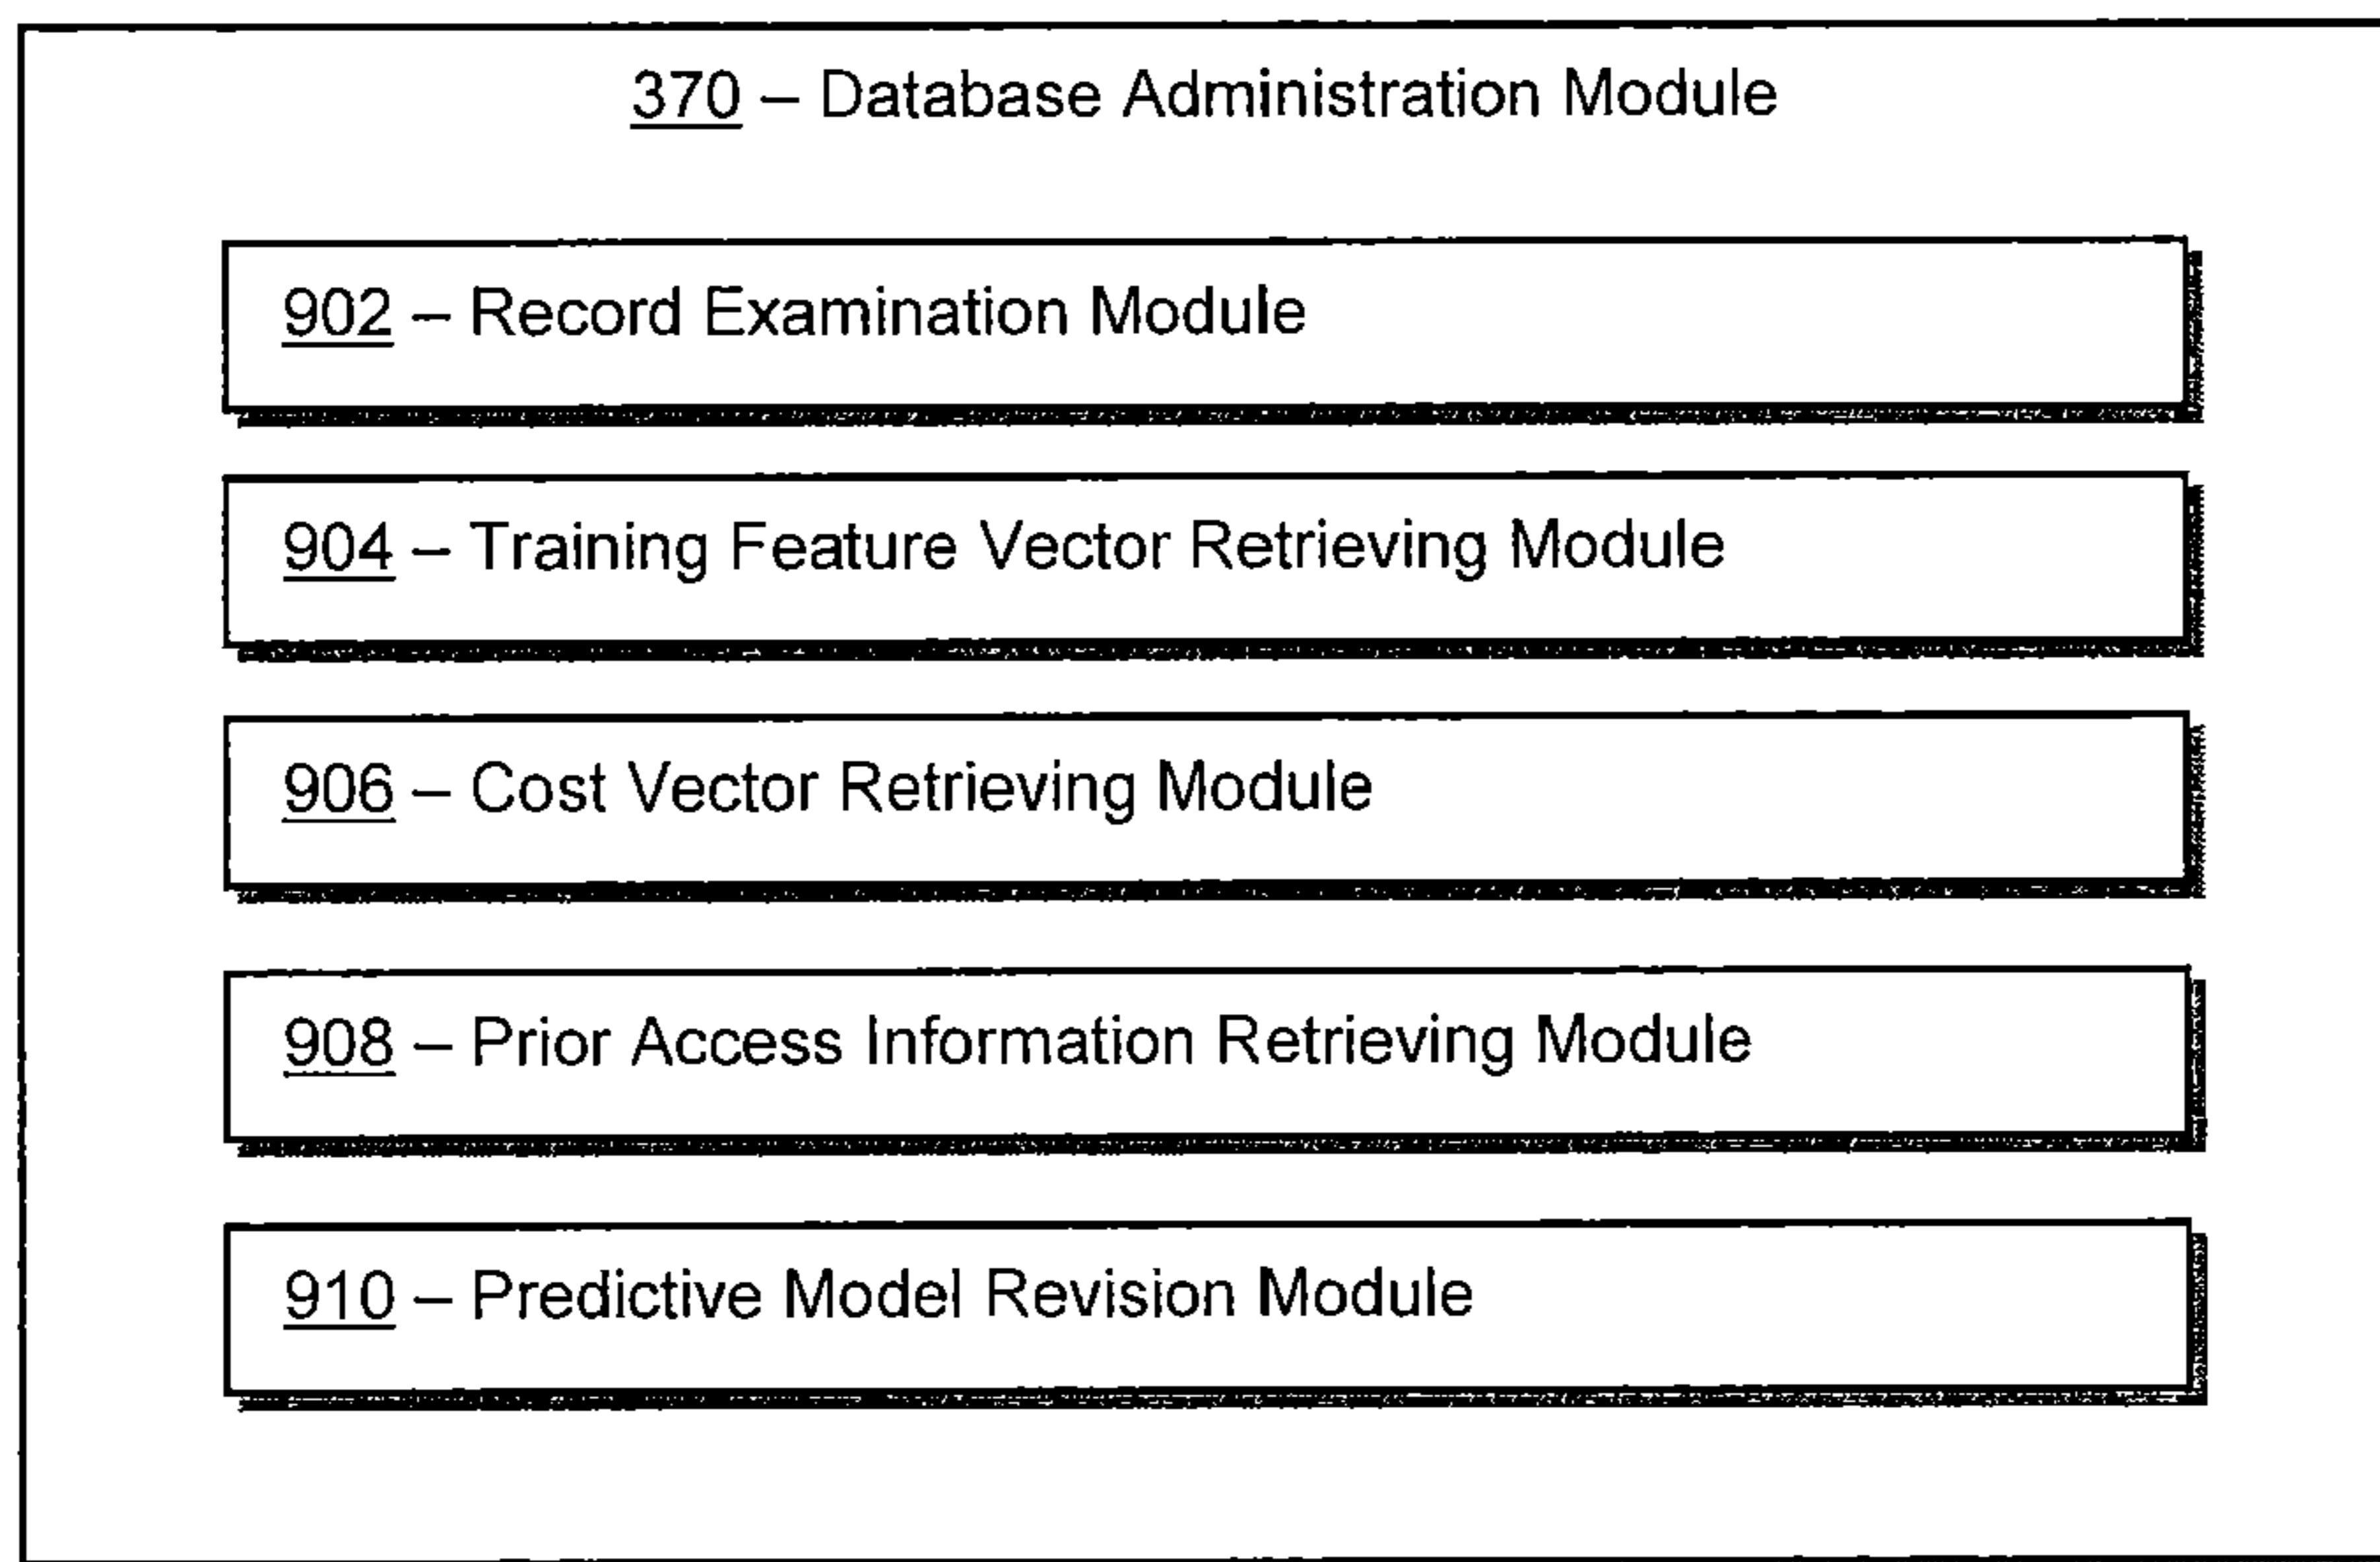 370 – Database Administration Module
902 – Record Examination Module
904 – Training Feature Vector Retrieving Module
906 – Cost Vector Retrieving Module
908 – Prior Access Information Retrieving Module
910 – Predictive Model Revision Module